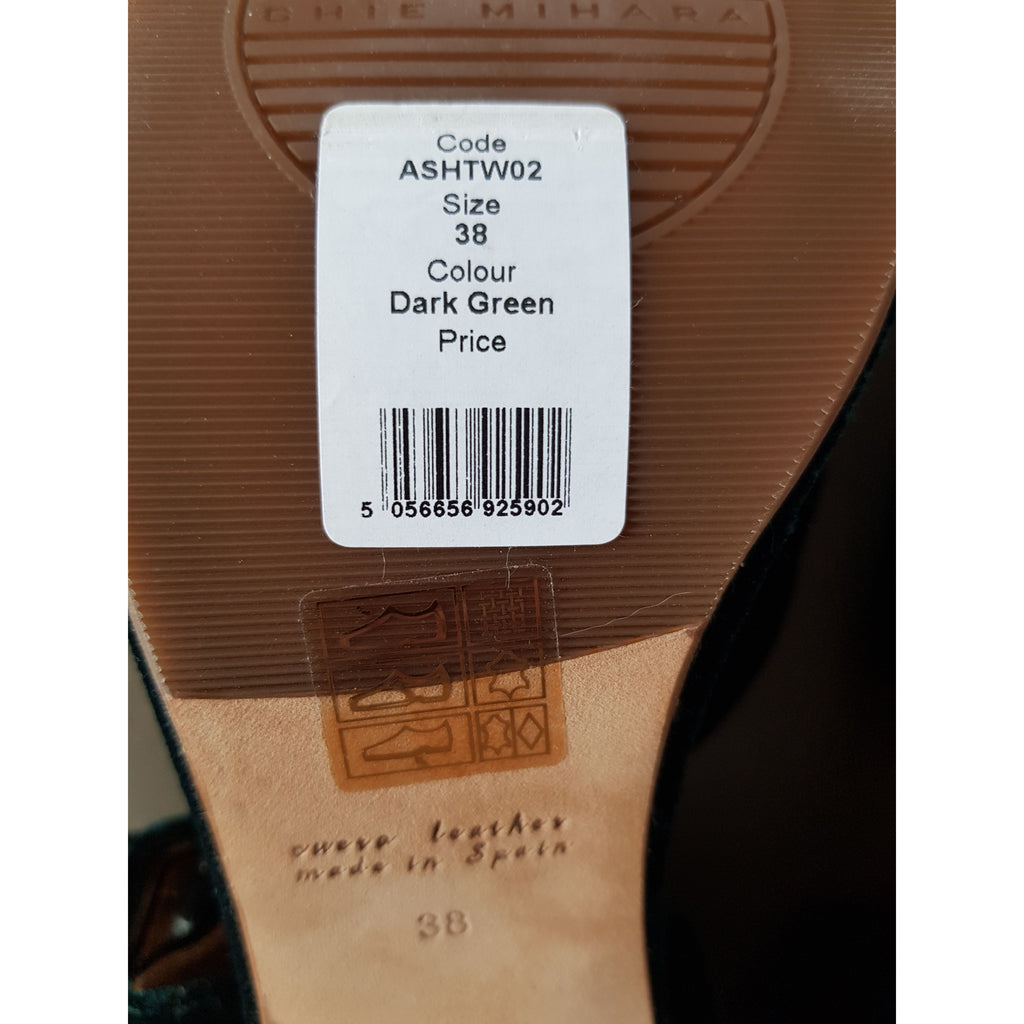 CHIE MIHARA
Code
ASHTW02
Size
38
Colour
Dark Green
Price
5 056656 925902
cuero leather
made in Spain
38